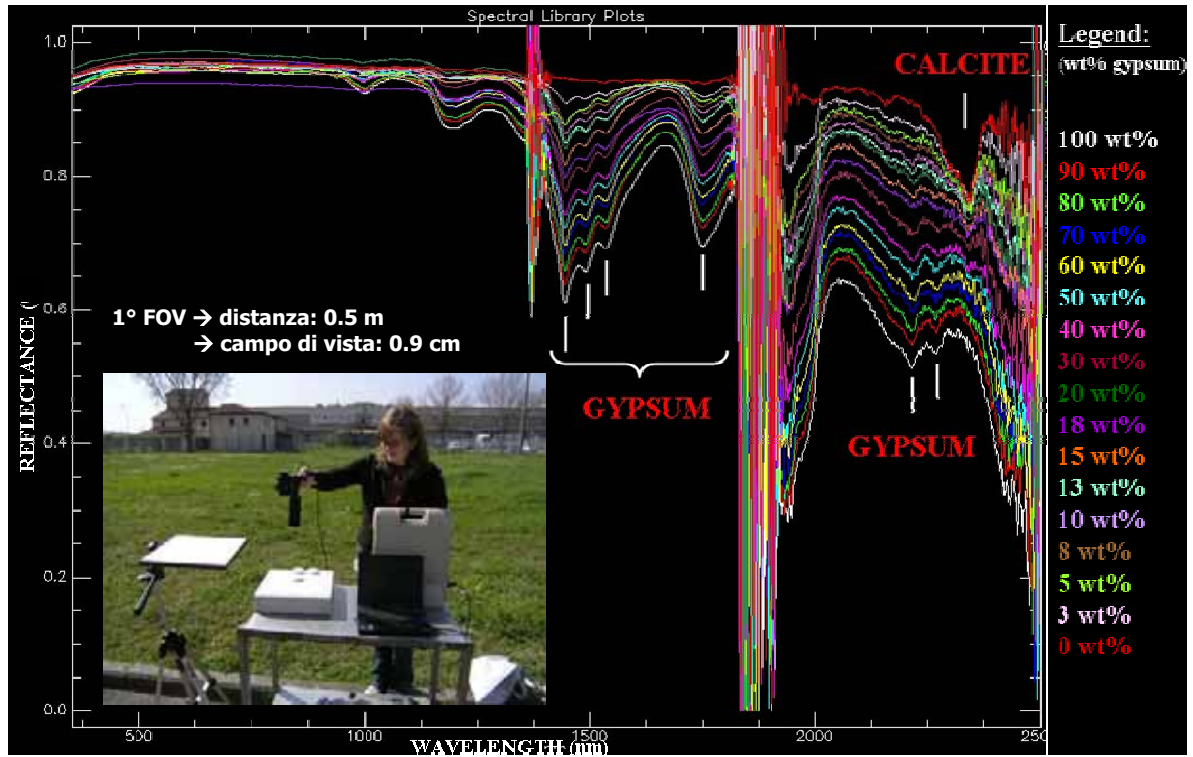 Spectral Library Plots
1.0
0.8
0.6
0.4
0.2
0.0
REFLECTANCE (
500
1000
1500
2000
250
WAVELENGTH (nm)
CALCITE
GYPSUM
GYPSUM
1° FOV → distanza: 0.5 m
→ campo di vista: 0.9 cm
Legend:
(wt% gypsum)
100 wt%
90 wt%
80 wt%
70 wt%
60 wt%
50 wt%
40 wt%
30 wt%
20 wt%
18 wt%
15 wt%
13 wt%
10 wt%
8 wt%
5 wt%
3 wt%
0 wt%